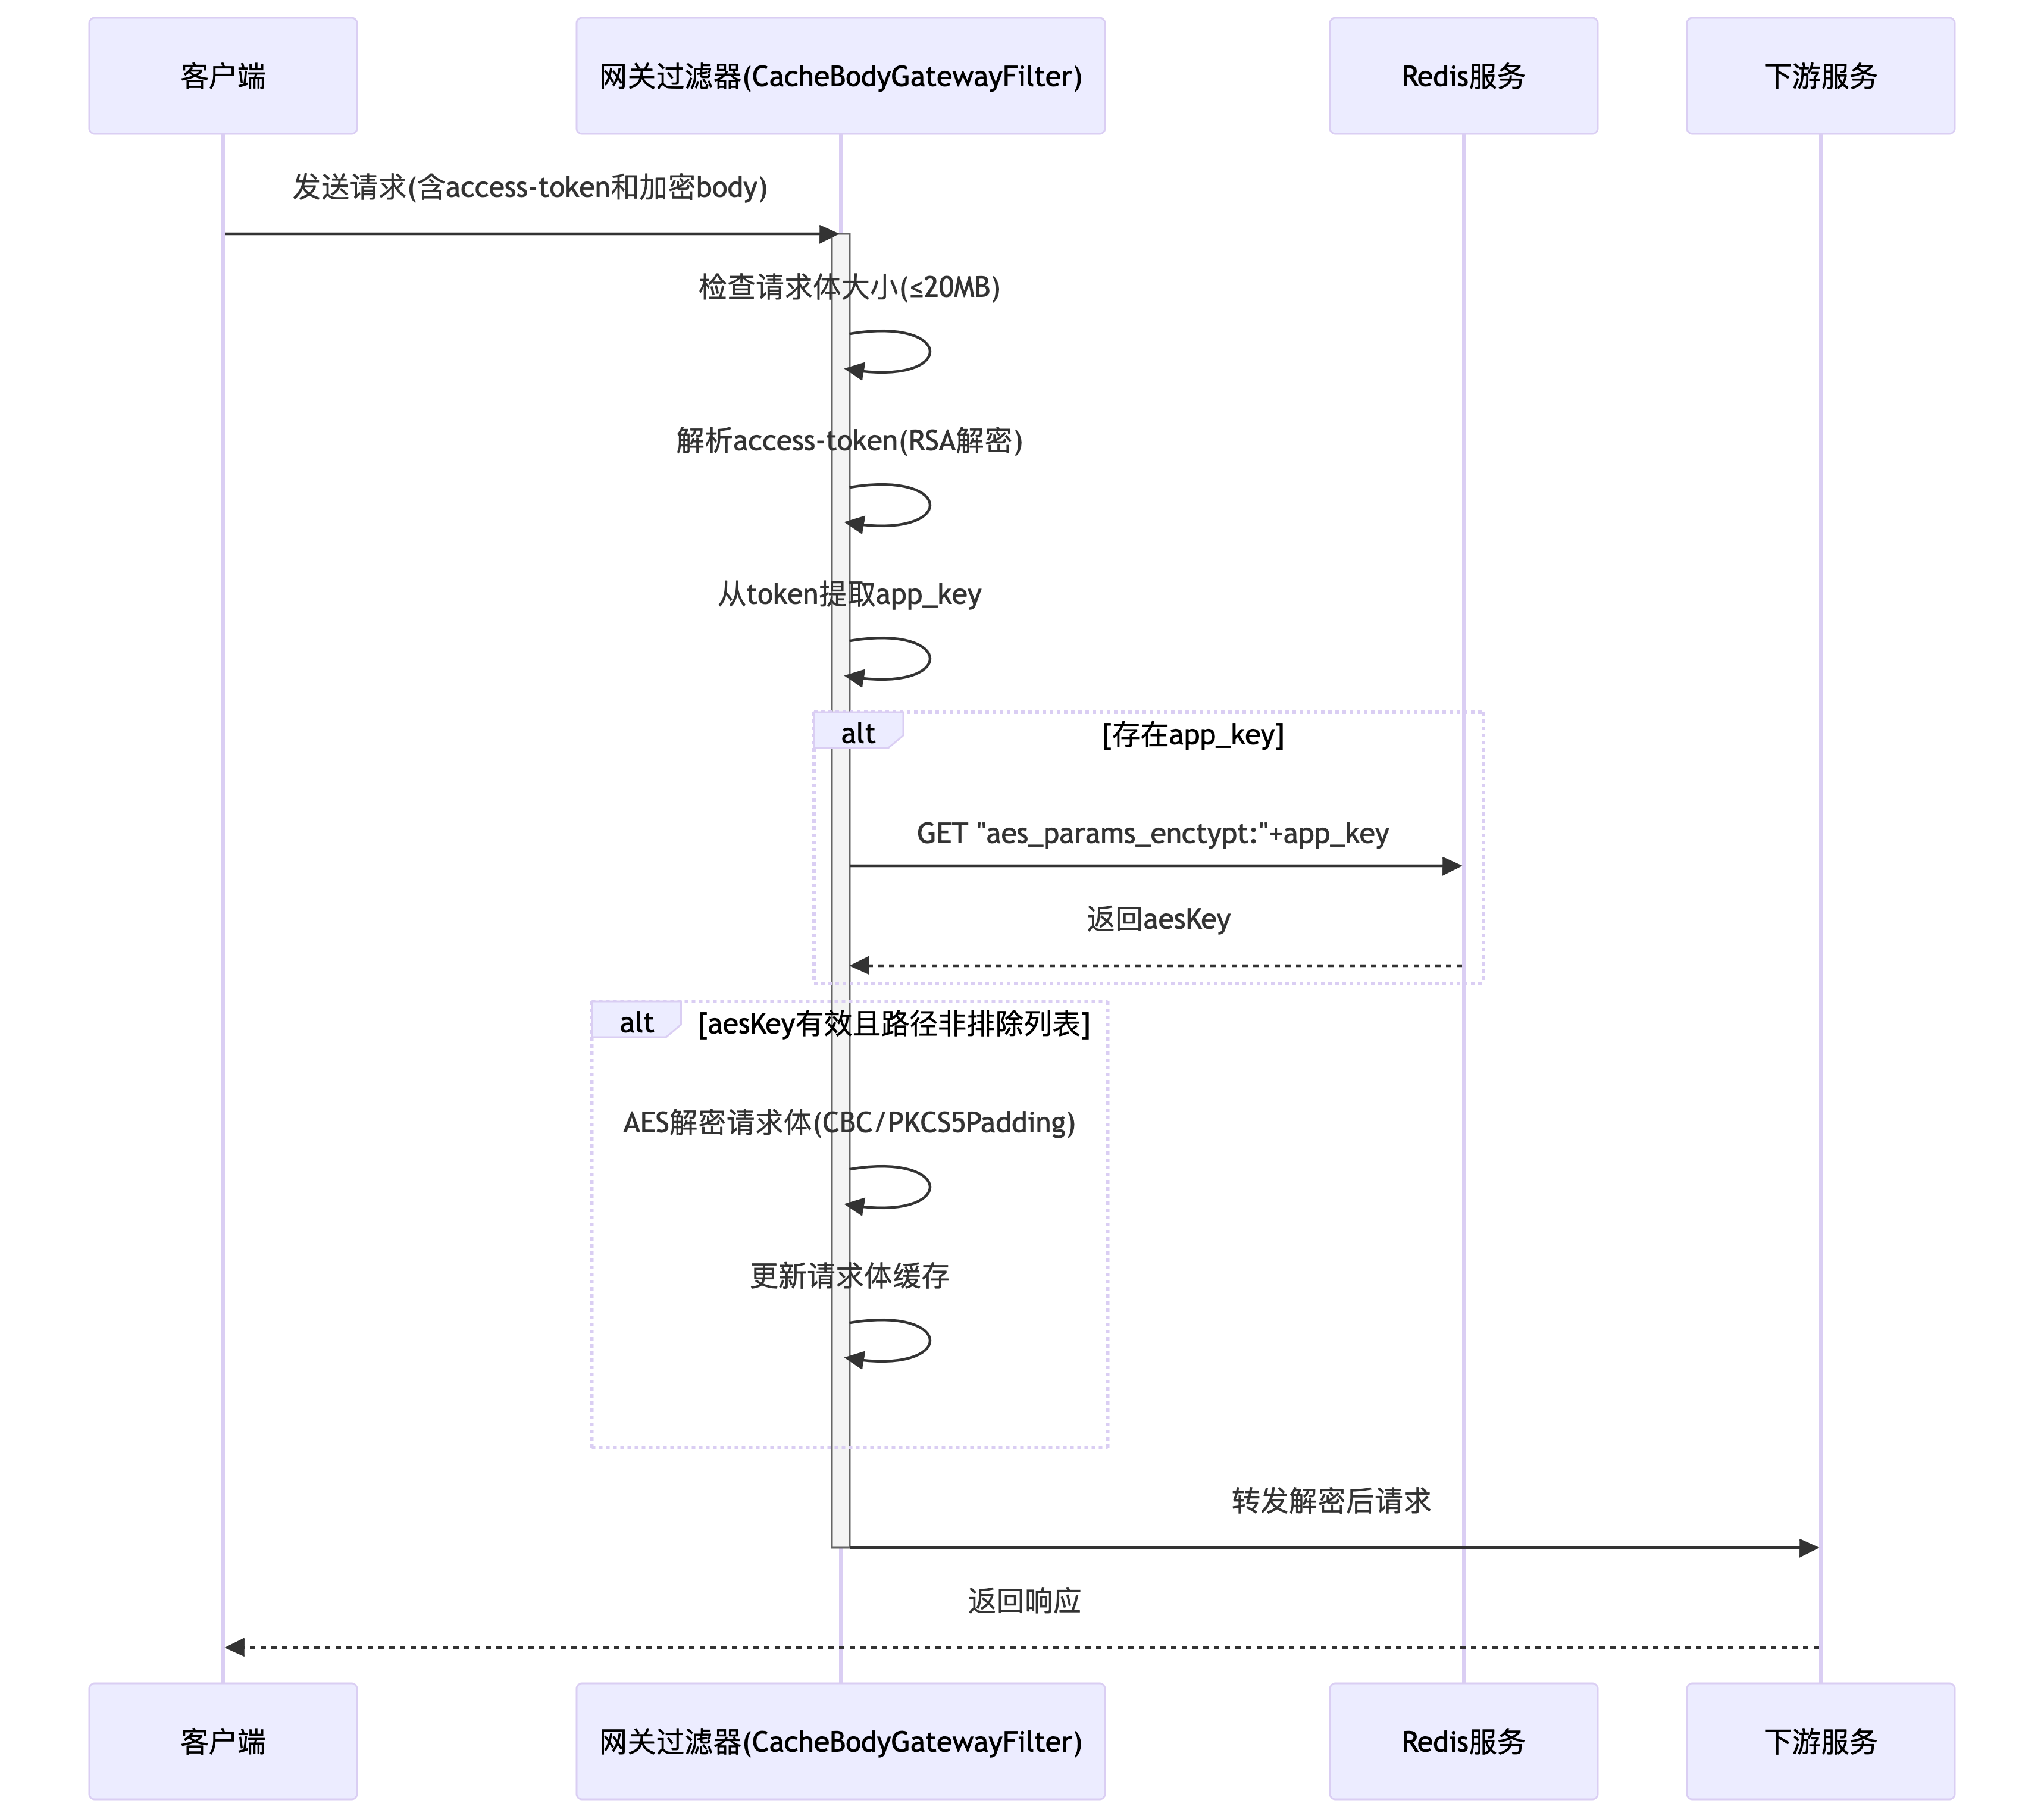 客户端
网关过滤器(CacheBodyGatewayFilter)
Redis服务
下游服务
发送请求(含access-token和加密body)
检查请求体大小(≤20MB)
解析access-token(RSA解密)
从token提取app_key
alt
[存在app_key]
GET "aes_params_enctypt:"+app_key
返回aesKey
alt
[aesKey有效且路径非排除列表]
AES解密请求体(CBC/PKCS5Padding)
更新请求体缓存
转发解密后请求
返回响应
客户端
网关过滤器(CacheBodyGatewayFilter)
Redis服务
下游服务